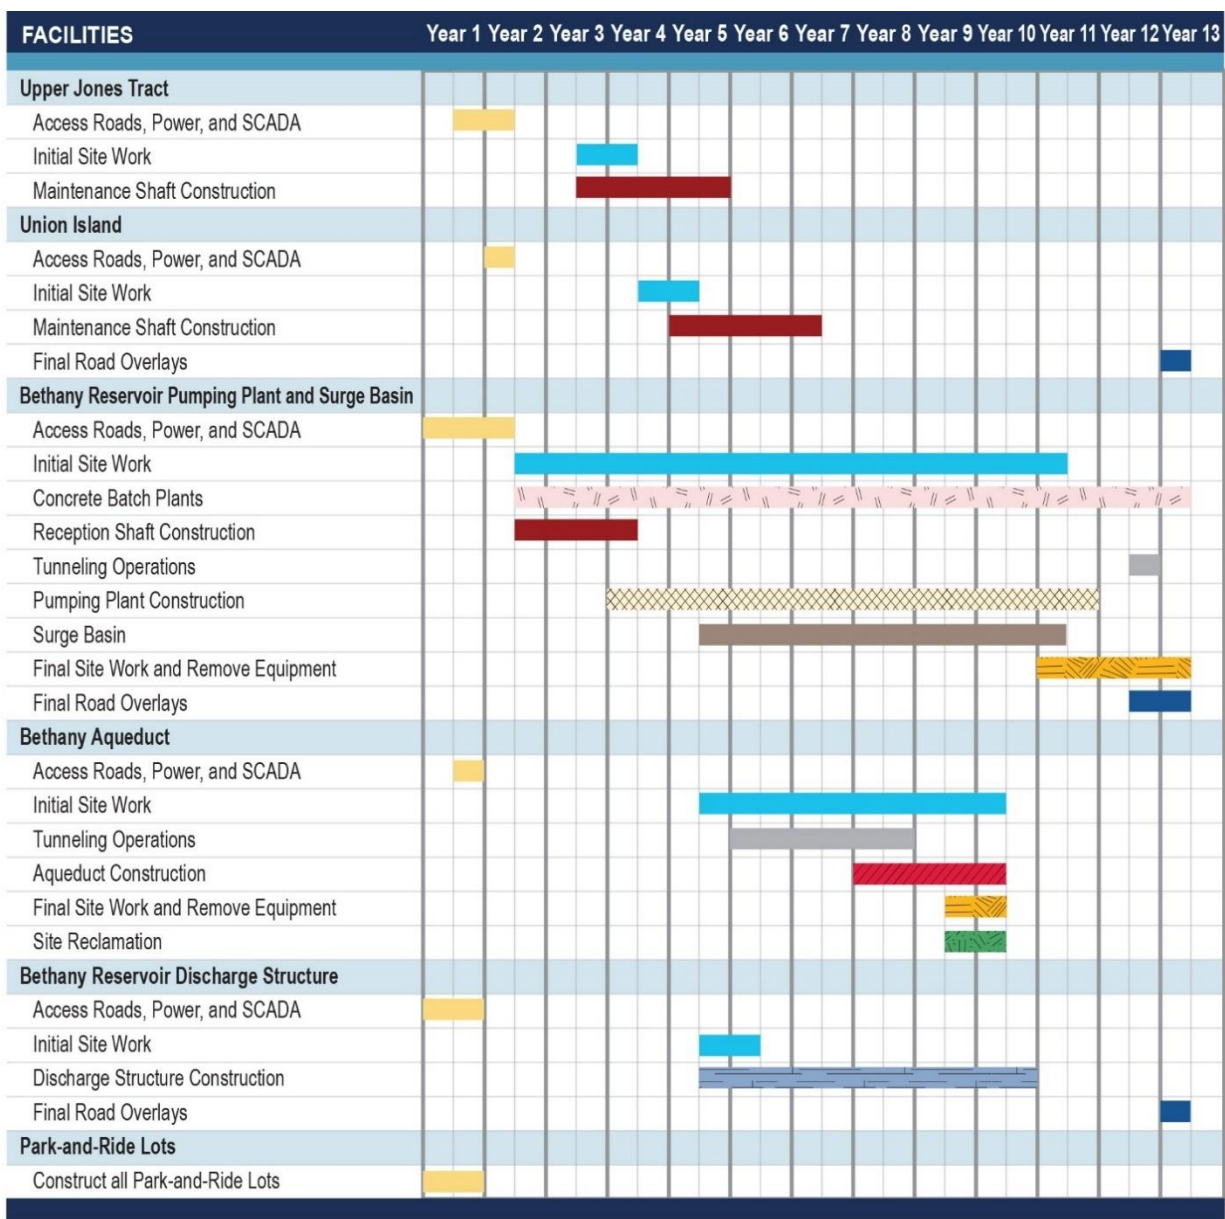 FACILITIES Year 1 Year 2 Year 3 Year 4 Year 5 Year 6 Year 7 Year 8 Year 9 Year 10 Year 11 Year 12 Year 13
Upper Jones Tract
Access Roads, Power, and SCADA
Initial Site Work
Maintenance Shaft Construction
Union Island
Access Roads, Power, and SCADA
Initial Site Work
Maintenance Shaft Construction
Final Road Overlays
Bethany Reservoir Pumping Plant and Surge Basin
Access Roads, Power, and SCADA
Initial Site Work
Concrete Batch Plants
Reception Shaft Construction
Tunneling Operations
Pumping Plant Construction
Surge Basin
Final Site Work and Remove Equipment
Final Road Overlays
Bethany Aqueduct
Access Roads, Power, and SCADA
Initial Site Work
Tunneling Operations
Aqueduct Construction
Final Site Work and Remove Equipment
Site Reclamation
Bethany Reservoir Discharge Structure
Access Roads, Power, and SCADA
Initial Site Work
Discharge Structure Construction
Final Road Overlays
Park-and-Ride Lots
Construct all Park-and-Ride Lots